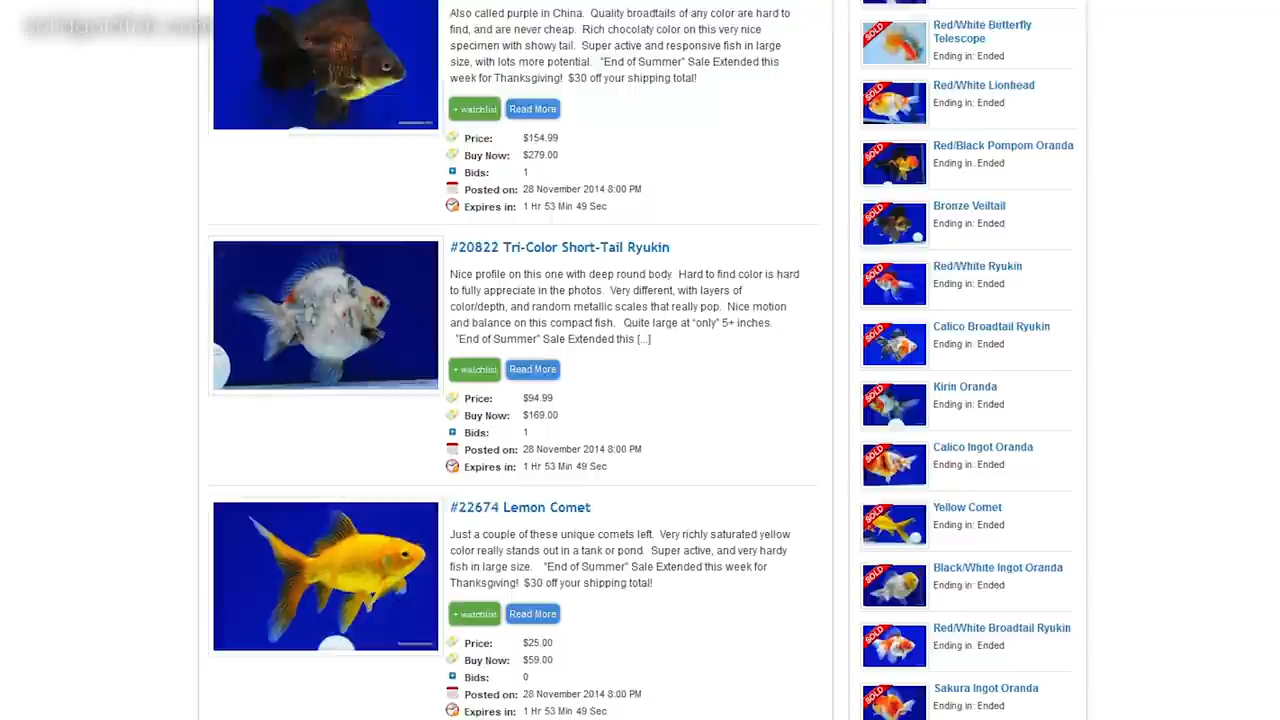 Also called purple in China. Quality broadtails of any color are hard to
find, and are never cheap. Rich chocolaty color on this very nice
specimen with showy tail. Super active and responsive fish in large
size, with lots more potential. "End of Summer" Sale Extended this
week for Thanksgiving! $30 off your shipping total!
+ watchlist Read More
Price: $154.99
Buy Now: $279.00
Bids: 1
Posted on: 28 November 2014 8:00 PM
Expires in: 1 Hr 53 Min 49 Sec
#20822 Tri-Color Short-Tail Ryukin
Nice profile on this one with deep round body. Hard to find color is hard
to fully appreciate in the photos. Very different, with layers of
color/depth, and random metallic scales that really pop. Nice motion
and balance on this compact fish. Quite large at "only" 5+ inches.
"End of Summer" Sale Extended this [...]
+ watchlist Read More
Price: $94.99
Buy Now: $169.00
Bids: 1
Posted on: 28 November 2014 8:00 PM
Expires in: 1 Hr 53 Min 49 Sec
#22674 Lemon Comet
Just a couple of these unique comets left. Very richly saturated yellow
color really stands out in a tank or pond. Super active, and very hardy
fish in large size. "End of Summer" Sale Extended this week for
Thanksgiving! $30 off your shipping total!
+ watchlist Read More
Price: $25.00
Buy Now: $59.00
Bids: 0
Posted on: 28 November 2014 8:00 PM
Expires in: 1 Hr 53 Min 49 Sec
SOLD
Red/White Butterfly
Telescope
Ending in: Ended
SOLD
Red/White Lionhead
Ending in: Ended
SOLD
Red/Black Pompom Oranda
Ending in: Ended
SOLD
Bronze Veiltail
Ending in: Ended
SOLD
Red/White Ryukin
Ending in: Ended
SOLD
Calico Broadtail Ryukin
Ending in: Ended
SOLD
Kirin Oranda
Ending in: Ended
SOLD
Calico Ingot Oranda
Ending in: Ended
SOLD
Yellow Comet
Ending in: Ended
SOLD
Black/White Ingot Oranda
Ending in: Ended
SOLD
Red/White Broadtail Ryukin
Ending in: Ended
SOLD
Sakura Ingot Oranda
Ending in: Ended